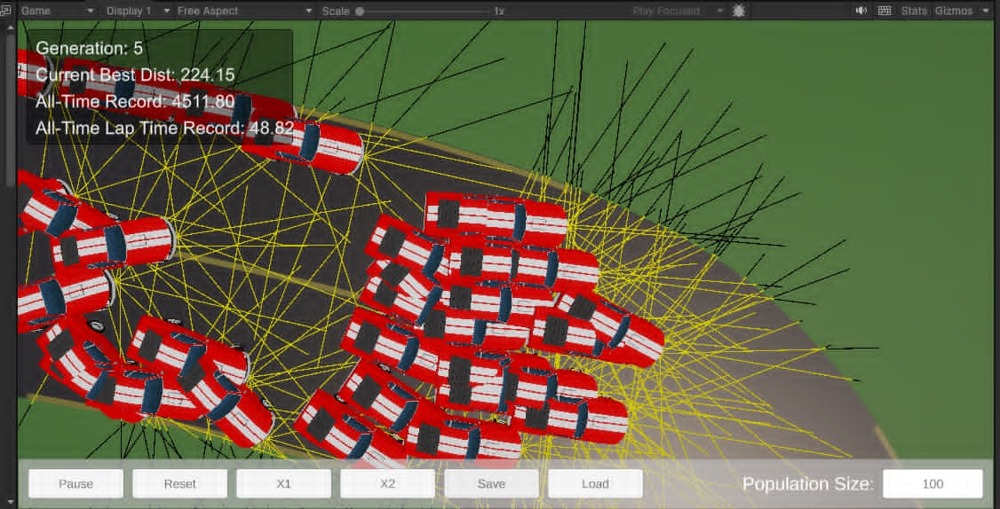 Game Display 1 Free Aspect Scale 1x Play Focused Stats Gizmos
Generation: 5
Current Best Dist: 224.15
All-Time Record: 4511.80
All-Time Lap Time Record: 48.82
Pause Reset X1 X2 Save Load Population Size: 100